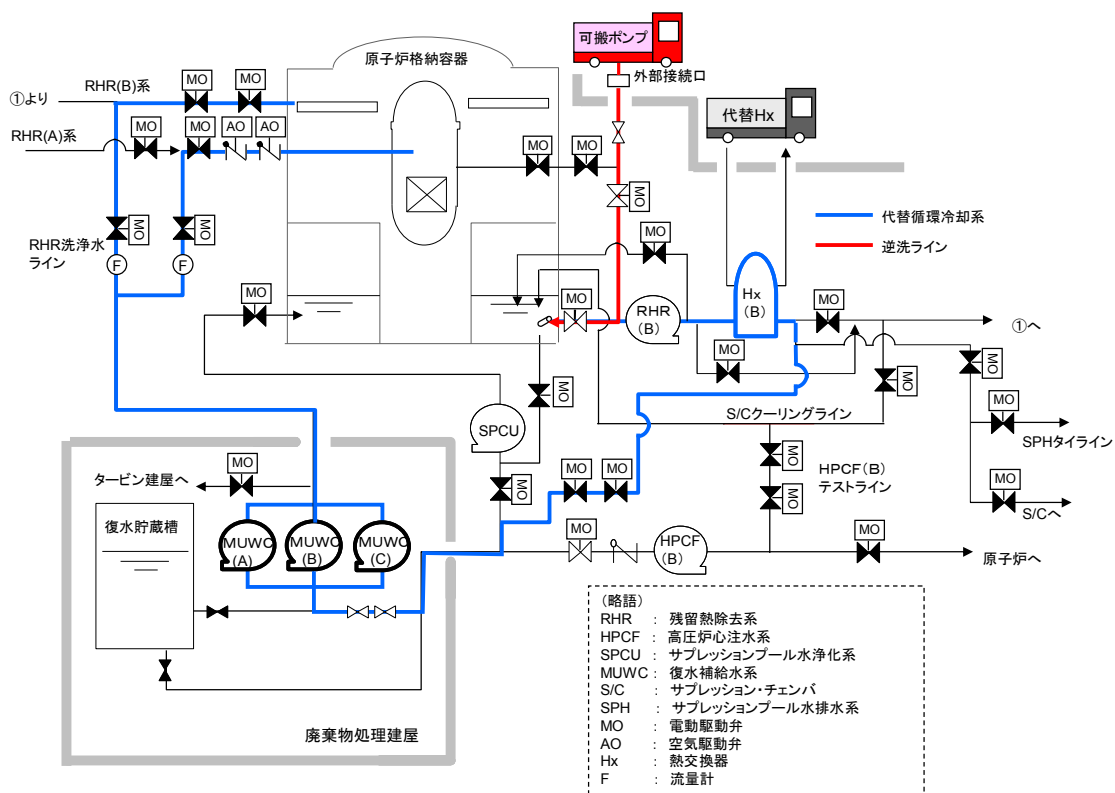 可搬ポンプ
外部接続口
原子炉格納容器
代替Hx
RHR(B)系
MO
MO
①より
RHR(A)系
MO
MO
AO
AO
MO
MO
MO
代替循環冷却系
逆洗ライン
MO
MO
RHR洗浄水
ライン
F
F
MO
MO
MO
RHR
(B)
Hx
(B)
MO
①へ
MO
MO
MO
MO
MO
SPHタイライン
S/Cクーリングライン
SPCU
MO
MO
HPCF(B)
テストライン
MO
MO
S/Cへ
タービン建屋へ
MO
MO
MO
復水貯蔵槽
MUWC
(A)
MUWC
(B)
MUWC
(C)
MO
HPCF
(B)
MO
原子炉へ
廃棄物処理建屋
(略語)
RHR : 残留熱除去系
HPCF : 高圧炉心注水系
SPCU : サプレッションプール水浄化系
MUWC : 復水補給水系
S/C : サプレッション・チェンバ
SPH : サプレッションプール水排水系
MO : 電動駆動弁
AO : 空気駆動弁
Hx : 熱交換器
F : 流量計